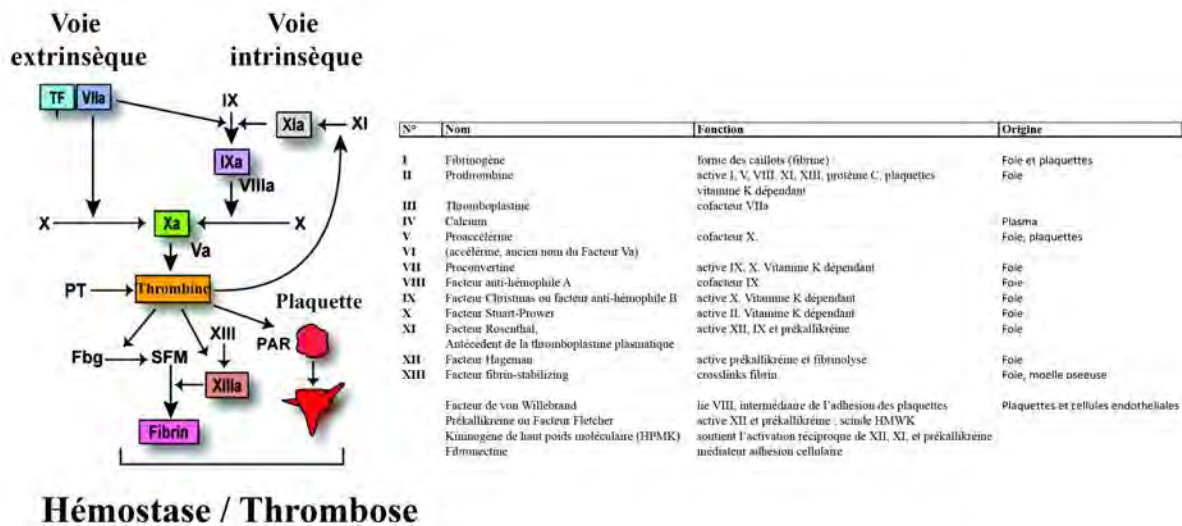 Voie extrinsèque
Voie intrinsèque
TF VIIa
IX
XIa
XI
IXa
VIIIa
X
Xa
X
Va
PT
Thrombine
Plaquette
PAR
XIII
Fbg
SFM
XIIIa
Fibrin
Hémostase / Thrombose
N° Nom Fonction Origine
I Fibrinogène forme des caillots (fibrine) Foie et plaquettes
II Prothrombine active I, V, VIII, XI, XIII, protéine C, plaquettes Foie
vitamine K dépendant
III Thromboplastine cofacteur VIIa
IV Calcium Plasma
V Proaccélérme cofacteur X. Foie, plaquettes
VI (accélérme, ancien nom du Facteur Va)
VII Proconvertine active IX, X. Vitamine K dépendant Foie
VIII Facteur anti-hémophile A cofacteur IX Foie
IX Facteur Christmas ou facteur anti-hémophile B active X. Vitamine K dépendant Foie
X Facteur Stuart-Prower active II. Vitamine K dépendant Foie
XI Facteur Rosenthal, active XII, IX et prékallikréine Foie
Antécédent de la thromboplastine plasmatique
XII Facteur Hageman active prékallikréine et fibrinolyse Foie
XIII Facteur fibrin-stabilizing crosslinks fibrin Foie, moelle osseuse
Facteur de von Willebrand lie VIII, intermédiaire de l'adhesion des plaquettes Plaquettes et cellules endotheliales
Prékallikréine ou Facteur Fletcher active XII et prékallikréine ; scinde HMWK
Kininogène de haut poids moléculaire (HPMK) soutient l'activation réciproque de XII, XI, et prékallikréine
Fibronectine médiateur adhésion cellulaire